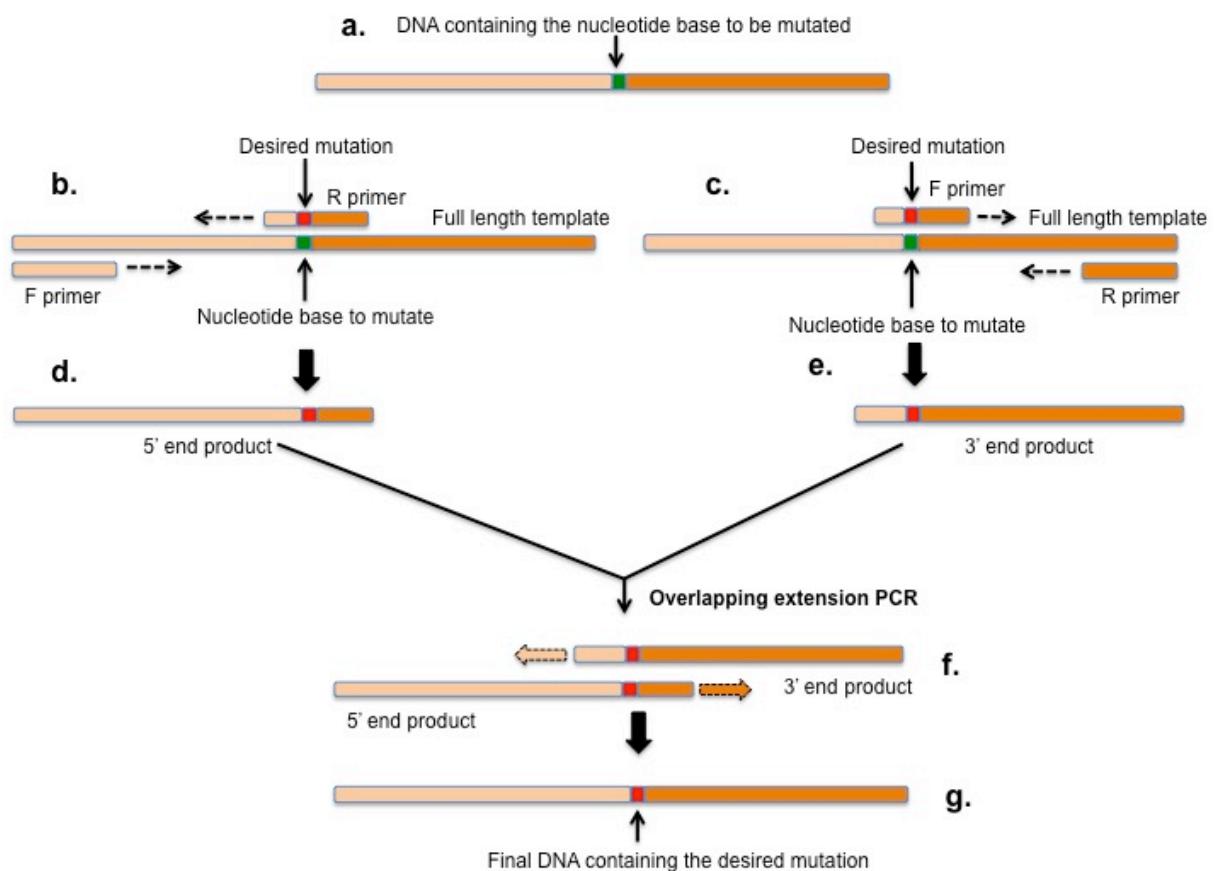 a. DNA containing the nucleotide base to be mutated
Desired mutation
b.
R primer
Full length template
F primer
Nucleotide base to mutate
Desired mutation
c.
F primer
Full length template
R primer
Nucleotide base to mutate
d.
5’ end product
e.
3’ end product
Overlapping extension PCR
f.
3’ end product
5’ end product
g.
Final DNA containing the desired mutation